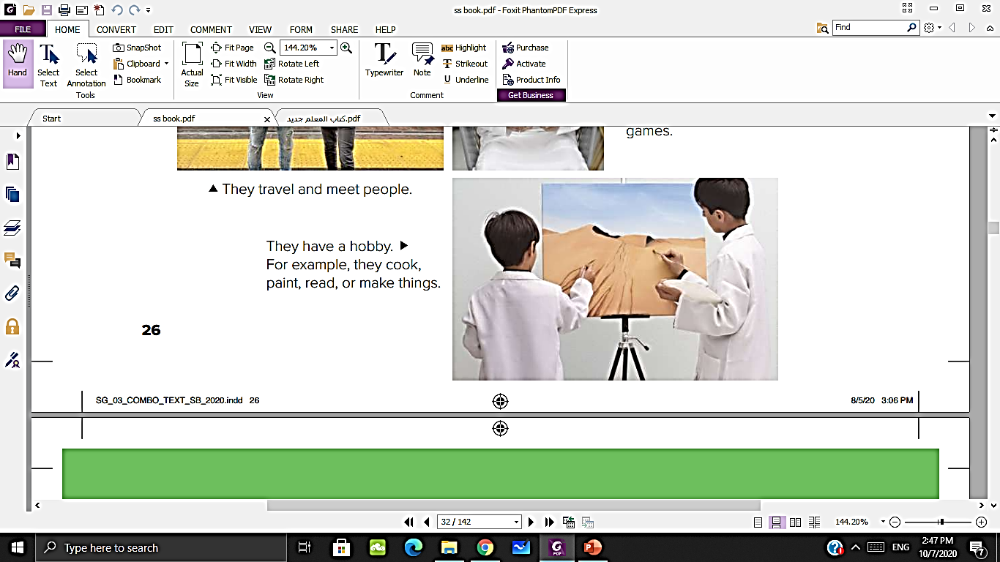 ss book.pdf - Foxit PhantomPDF Express
FILE HOME CONVERT EDIT COMMENT VIEW FORM SHARE HELP
Find
Hand
Select Text
Select Annotation
SnapShot
Clipboard
Bookmark
Tools
Actual Size
Fit Page
Fit Width
Fit Visible
144.20%
Rotate Left
Rotate Right
View
Typewriter
Note
abc Highlight
T Strikeout
U Underline
Comment
Purchase
Activate
Product Info
Get Business
Start
ss book.pdf
كتاب المعلم جديد.pdf
games.
▲ They travel and meet people.
They have a hobby. ▶
For example, they cook,
paint, read, or make things.
26
SG_03_COMBO_TEXT_SB_2020.indd 26
8/5/20 3:06 PM
32 / 142
144.20%
Type here to search
ENG
2:47 PM
10/7/2020
7